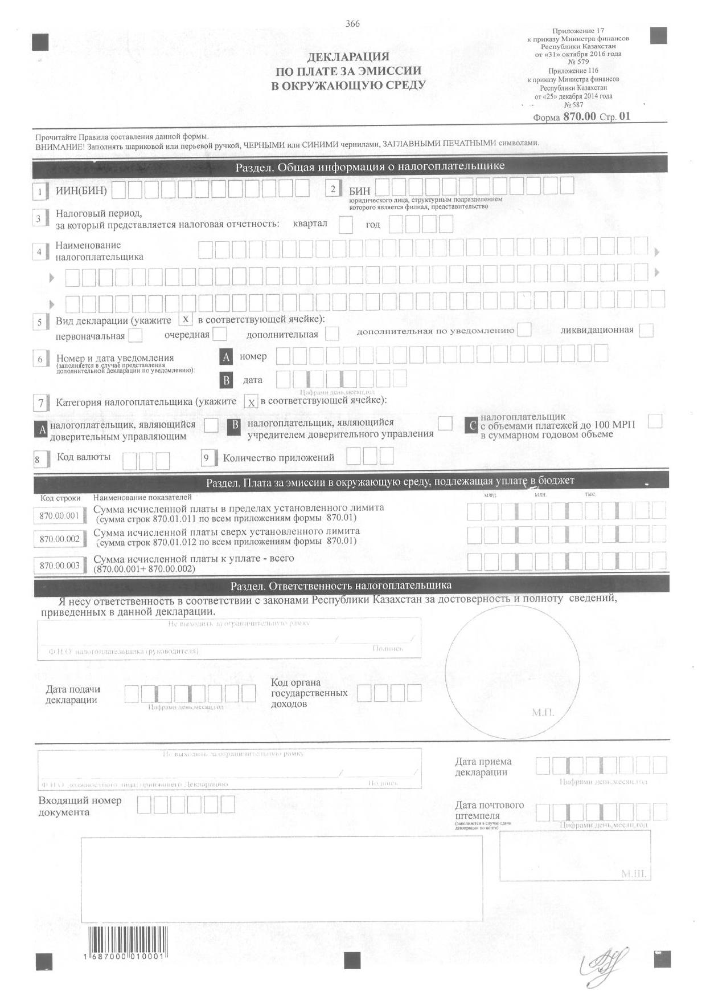 366
Приложение 17
к приказу Министра финансов
Республики Казахстан
от «31» октября 2016 года
№ 579
Приложение 116
к приказу Министра финансов
Республики Казахстан
от «25» декабря 2014 года
№ 587
Форма 870.00 Стр. 01
ДЕКЛАРАЦИЯ
ПО ПЛАТЕ ЗА ЭМИССИИ
В ОКРУЖАЮЩУЮ СРЕДУ
Прочитайте Правила составления данной формы.
ВНИМАНИЕ! Заполнять шариковой или перьевой ручкой, ЧЕРНЫМИ или СИНИМИ чернилами, ЗАГЛАВНЫМИ ПЕЧАТНЫМИ символами.
Раздел. Общая информация о налогоплательщике
1 ИИН(БИН) 2 БИН
юридического лица, структурным подразделением
которого является филиал, представительство
3 Налоговый период,
за который представляется налоговая отчетность: квартал год
4 Наименование
налогоплательщика
5 Вид декларации (укажите X в соответствующей ячейке):
первоначальная очередная дополнительная дополнительная по уведомлению ликвидационная
6 Номер и дата уведомления A номер
(заполняется в случае представления
дополнительной декларации по уведомлению):
B дата
Цифрами день,месяц,год
7 Категория налогоплательщика (укажите X в соответствующей ячейке):
A налогоплательщик, являющийся
доверительным управляющим
B налогоплательщик, являющийся
учредителем доверительного управления
C налогоплательщик
с объемами платежей до 100 МРП
в суммарном годовом объеме
8 Код валюты 9 Количество приложений
Раздел. Плата за эмиссии в окружающую среду, подлежащая уплате в бюджет
Код строки Наименование показателей МЛРД. МЛН. ТЫС.
870.00.001 Сумма исчисленной платы в пределах установленного лимита
(сумма строк 870.01.011 по всем приложениям формы 870.01)
870.00.002 Сумма исчисленной платы сверх установленного лимита
(сумма строк 870.01.012 по всем приложениям формы 870.01)
870.00.003 Сумма исчисленной платы к уплате - всего
(870.00.001+ 870.00.002)
Раздел. Ответственность налогоплательщика
Я несу ответственность в соответствии с законами Республики Казахстан за достоверность и полноту сведений,
приведенных в данной декларации.
Не выходить за ограничительную рамку
/ /
Ф.И.О. налогоплательщика (руководителя) Подпись
Дата подачи
декларации
Цифрами день,месяц,год
Код органа
государственных
доходов
М.П.
Не выходить за ограничительную рамку
/ /
Ф.И.О. должностного лица, принявшего Декларацию Подпись
Дата приема
декларации
Цифрами день,месяц,год
Входящий номер
документа
Дата почтового
штемпеля
(заполняется в случае сдачи
декларации по почте)
Цифрами день,месяц,год
М.Ш.
1 687000 010001